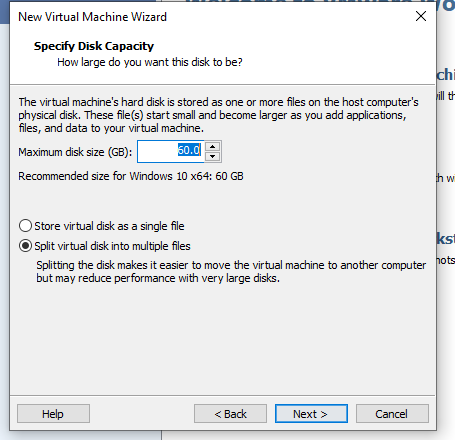 New Virtual Machine Wizard
Specify Disk Capacity
How large do you want this disk to be?
The virtual machine's hard disk is stored as one or more files on the host computer's
physical disk. These file(s) start small and become larger as you add applications,
files, and data to your virtual machine.
Maximum disk size (GB): 60.0
Recommended size for Windows 10 x64: 60 GB
Store virtual disk as a single file
Split virtual disk into multiple files
Splitting the disk makes it easier to move the virtual machine to another computer
but may reduce performance with very large disks.
Help < Back Next > Cancel